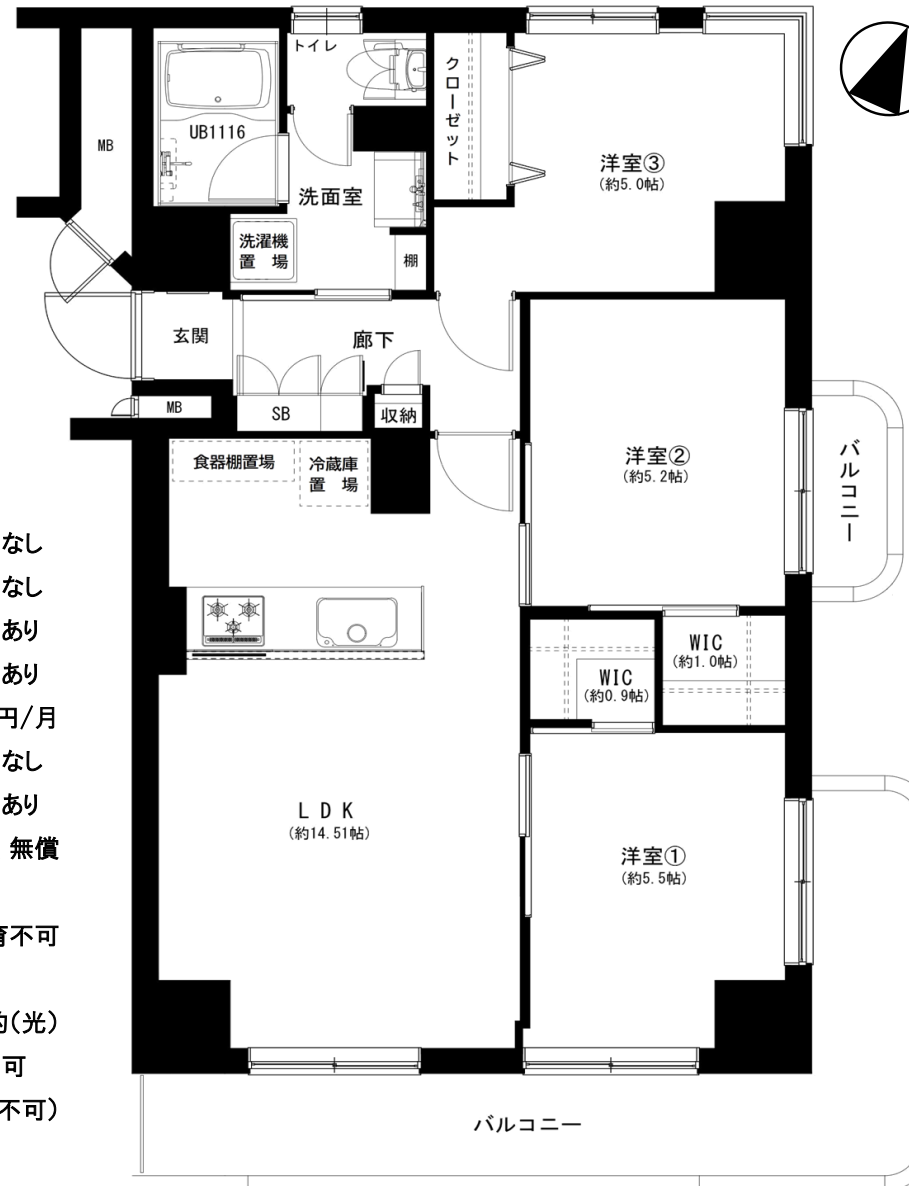 トイレ
クローゼット
MB
UB1116
洋室③
(約5.0帖)
洗面室
洗濯機
置場
棚
玄関
廊下
MB
SB
収納
食器棚置場
冷蔵庫
置場
洋室②
(約5.2帖)
バルコニー
なし
なし
あり
あり
円/月
なし
あり
無償
不可
(光)
可
不可)
WIC
(約1.0帖)
WIC
(約0.9帖)
LDK
(約14.51帖)
洋室①
(約5.5帖)
バルコニー